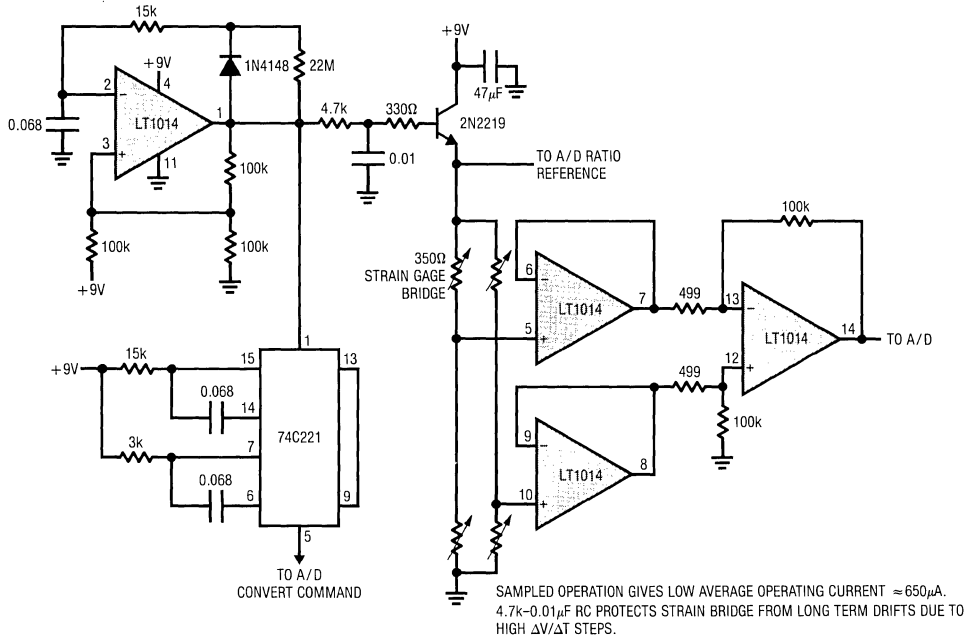 15k
1N4148
22M
+9V
4
2
−
LT1014
1
0.068
3
+
11
100k
100k
100k
+9V
4.7k
330Ω
0.01
+9V
47μF
2N2219
TO A/D RATIO
REFERENCE
350Ω
STRAIN GAGE
BRIDGE
6
−
LT1014
7
5
+
9
−
LT1014
8
10
+
499
499
100k
13
−
LT1014
14
12
+
100k
TO A/D
+9V
15k
0.068
3k
0.068
1
15
13
14
74C221
7
6
9
5
TO A/D
CONVERT COMMAND
SAMPLED OPERATION GIVES LOW AVERAGE OPERATING CURRENT ≈650μA.
4.7k–0.01μF RC PROTECTS STRAIN BRIDGE FROM LONG TERM DRIFTS DUE TO
HIGH ΔV/ΔT STEPS.